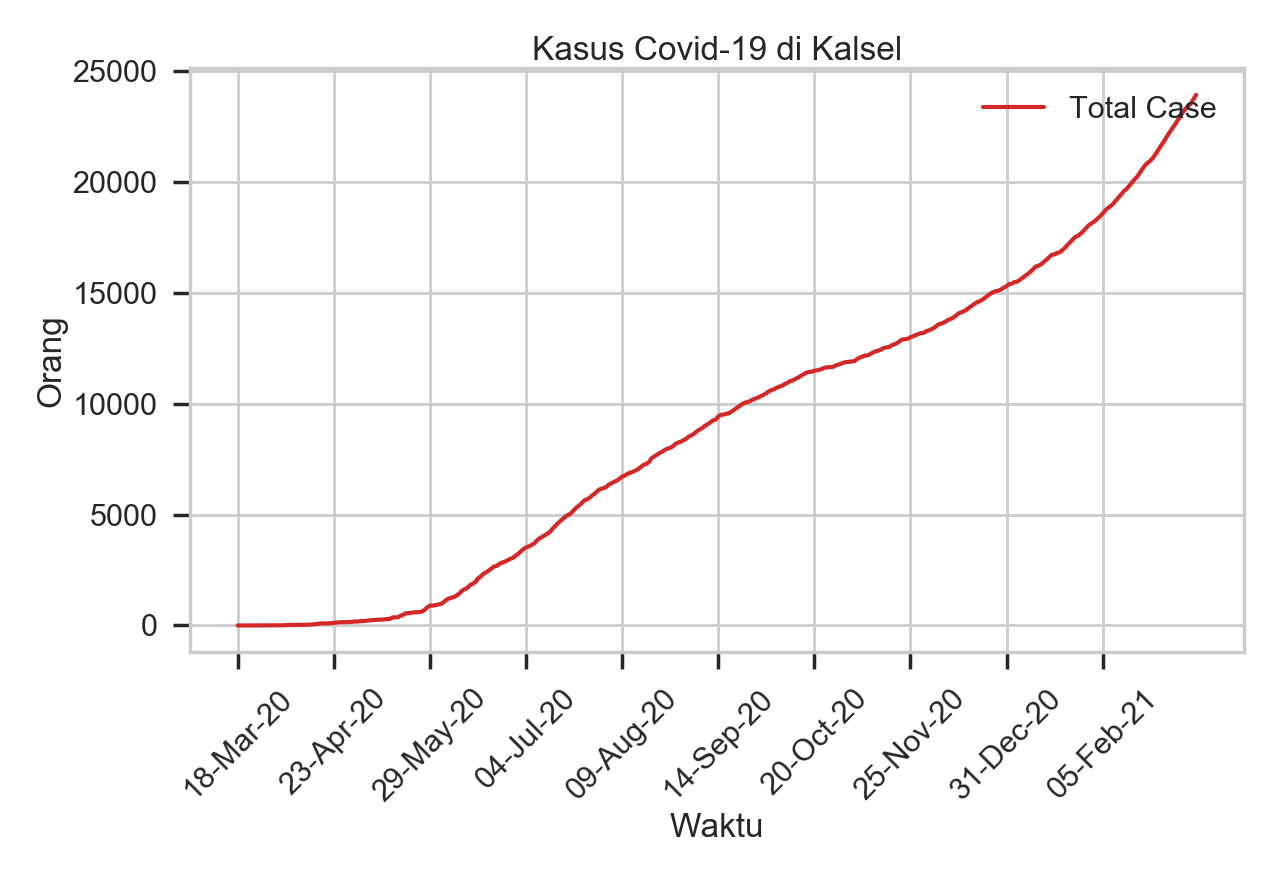 Kasus Covid-19 di Kalsel
25000
20000
15000
10000
5000
0
Orang
Total Case
18-Mar-20
23-Apr-20
29-May-20
04-Jul-20
09-Aug-20
14-Sep-20
20-Oct-20
25-Nov-20
31-Dec-20
05-Feb-21
Waktu